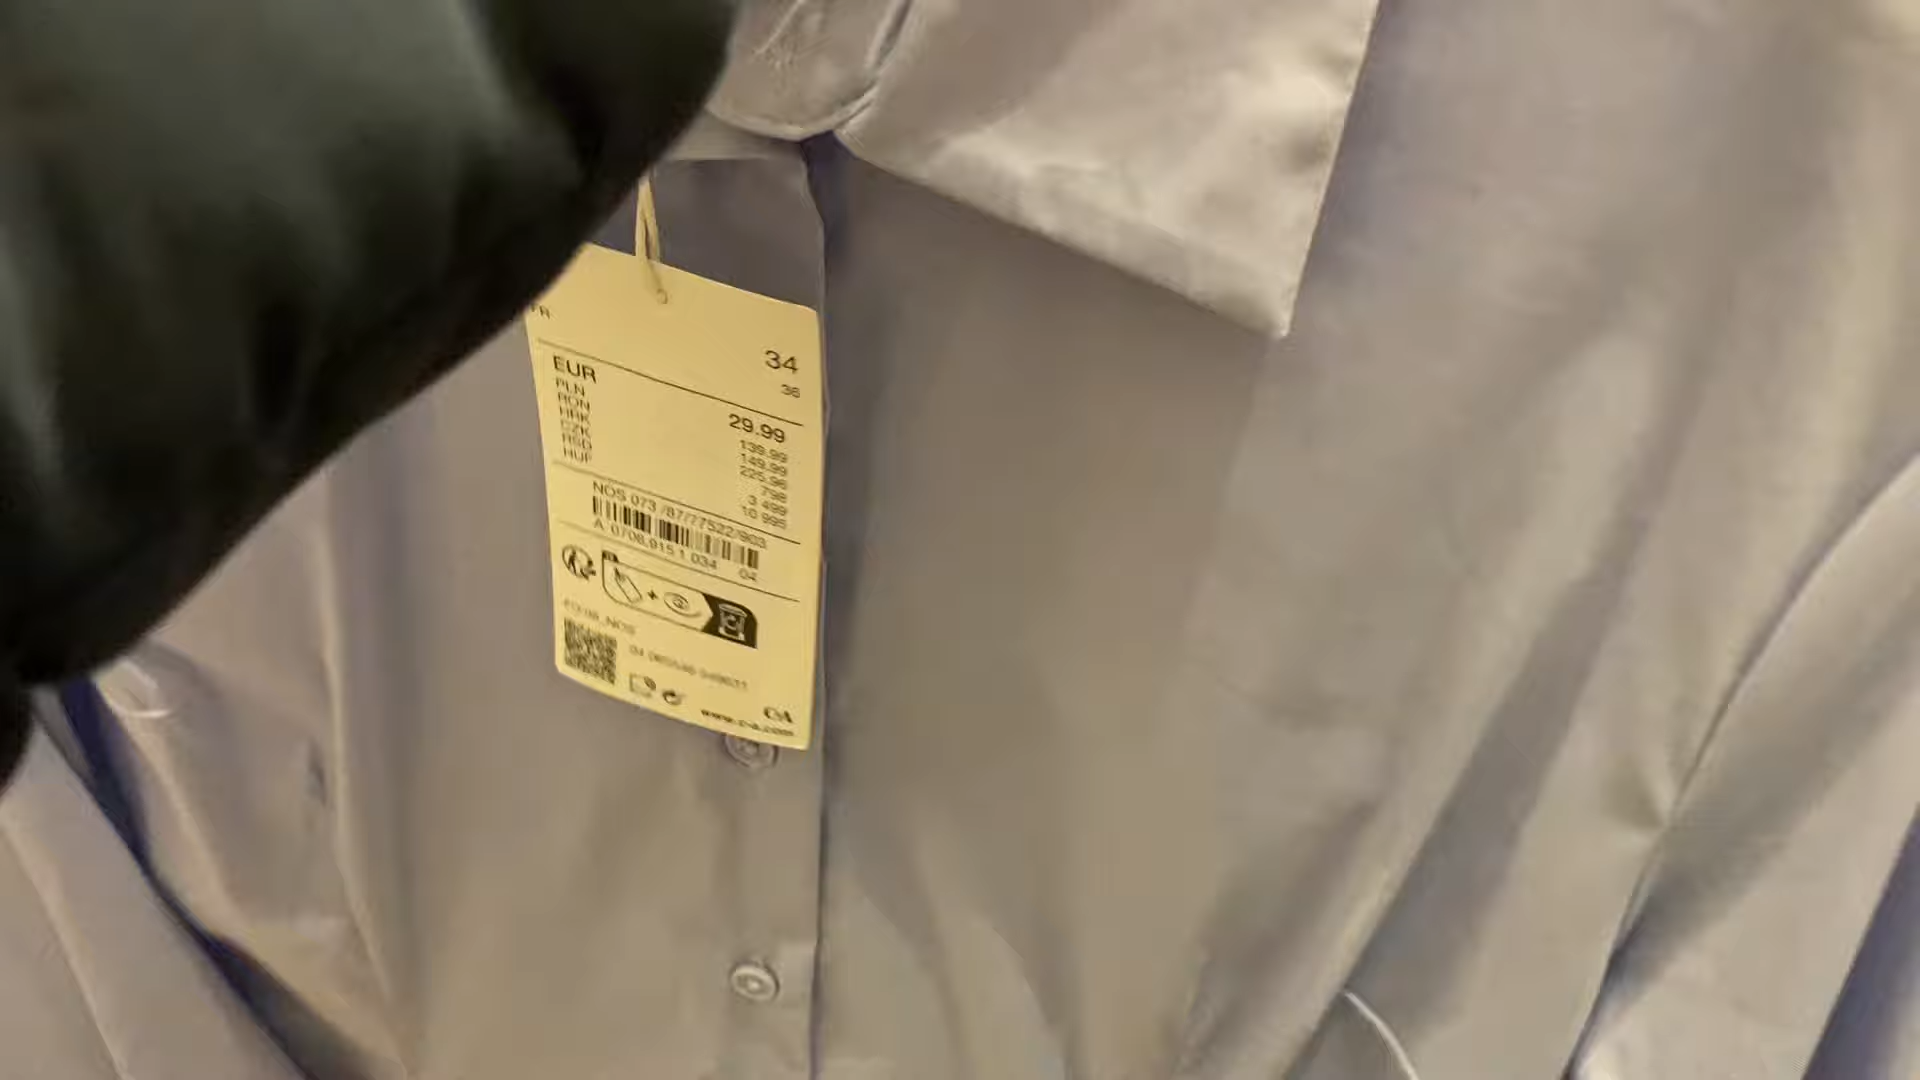 34
36
EUR 29.99
PLN 139.99
RON 149.99
HRK 225.96
CZK 799
RSD 3 499
HUF 10 995
NOS 073 /87/77522/903
A 0708,915 1 034 04
C&A
www.c-a.com